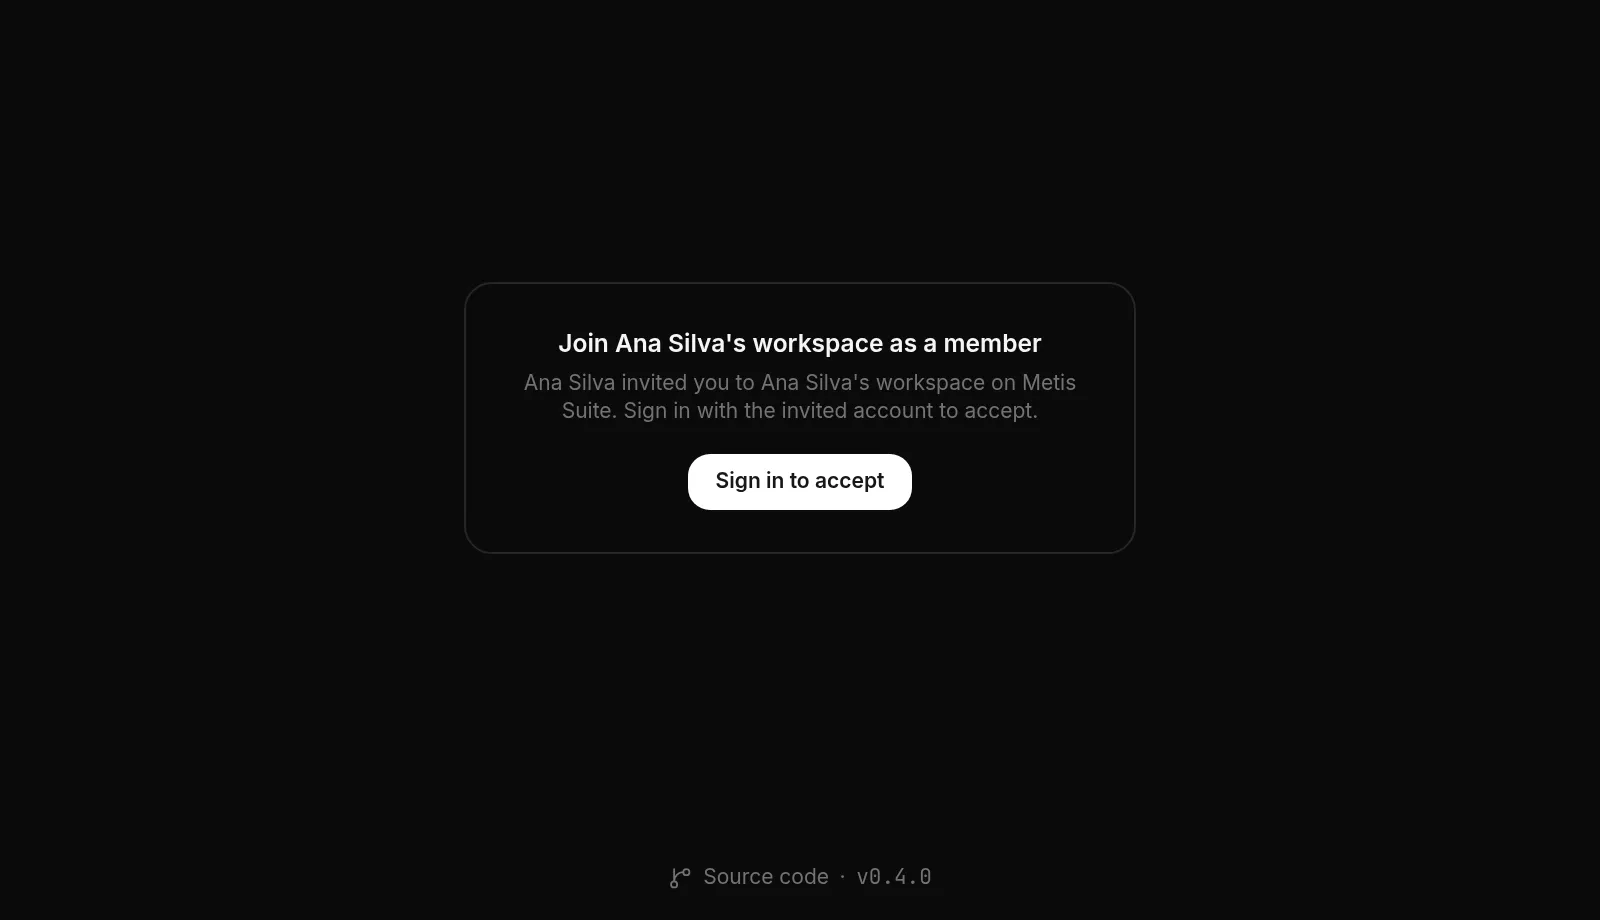 Join Ana Silva's workspace as a member
Ana Silva invited you to Ana Silva's workspace on Metis
Suite. Sign in with the invited account to accept.
Sign in to accept
Source code · v0.4.0